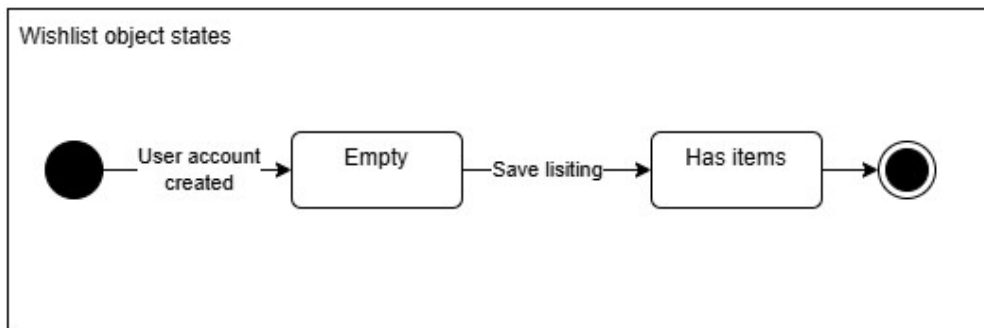 Wishlist object states
User account
created
Empty
Save lisiting
Has items